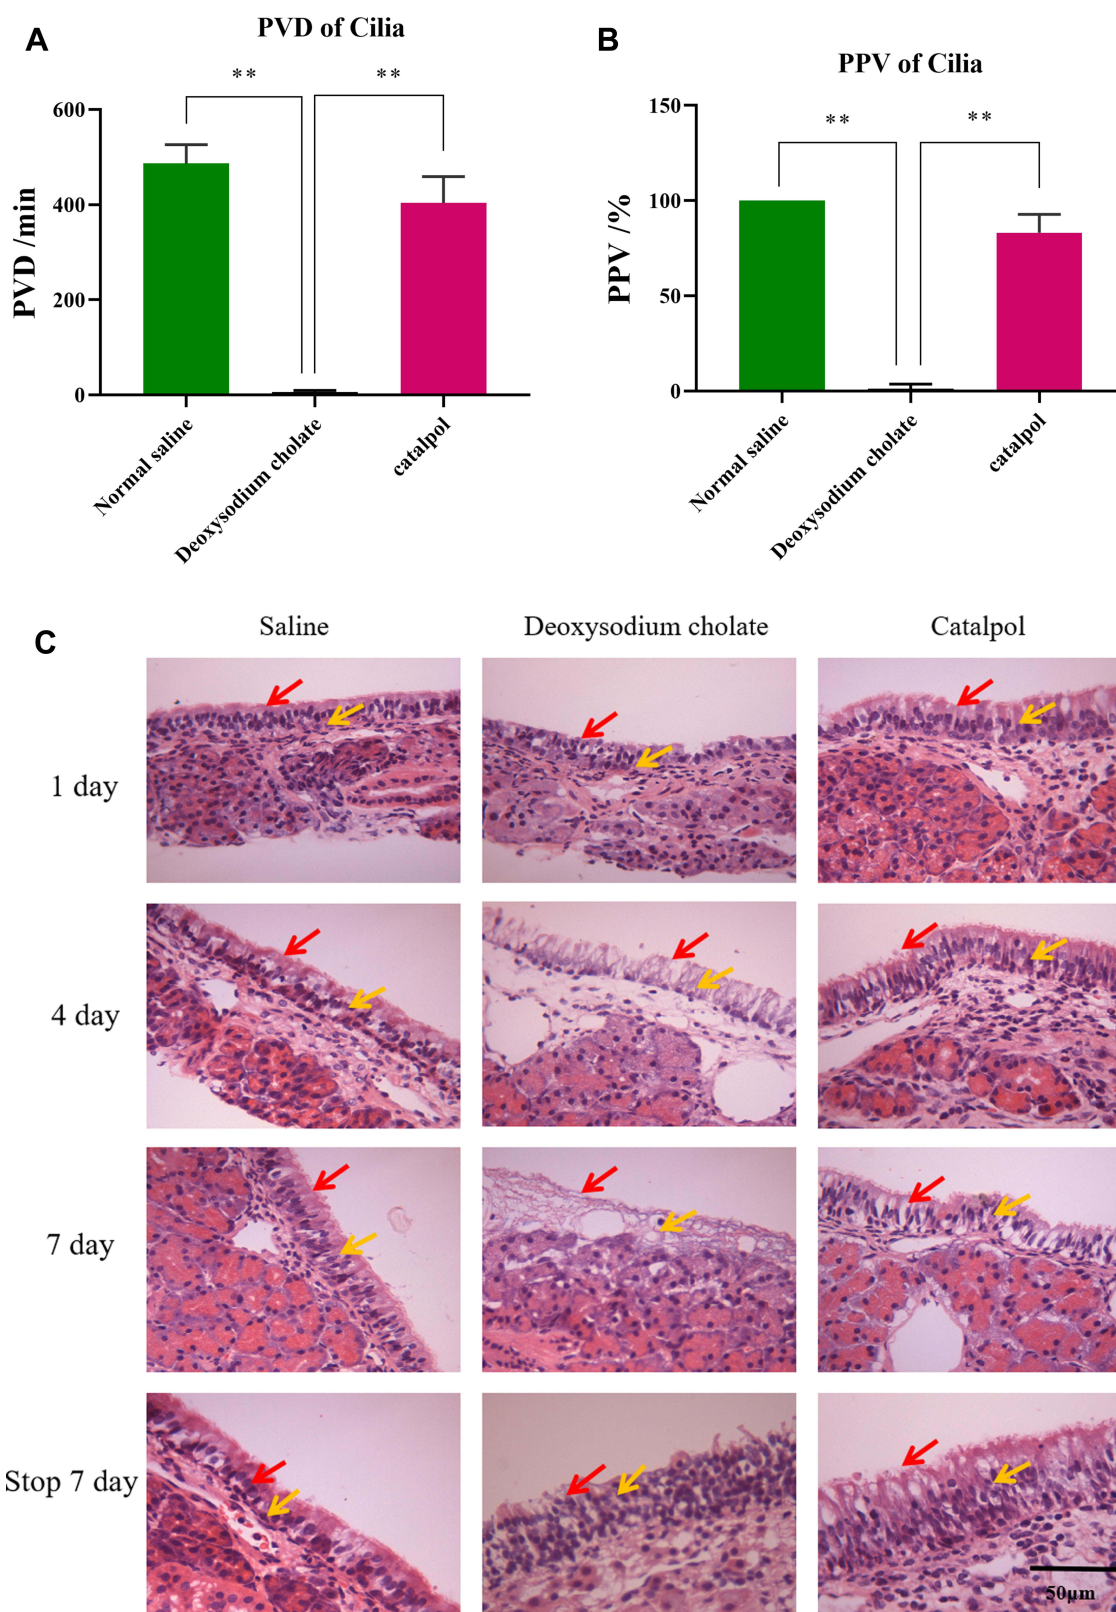 A
PVD of Cilia
** **
600
400
200
0
PVD /min
Normal saline
Deoxysodium cholate
catalpol
B
PPV of Cilia
** **
150
100
50
0
PPV /%
Normal saline
Deoxysodium cholate
catalpol
C
Saline Deoxysodium cholate Catalpol
1 day
4 day
7 day
Stop 7 day
50μm